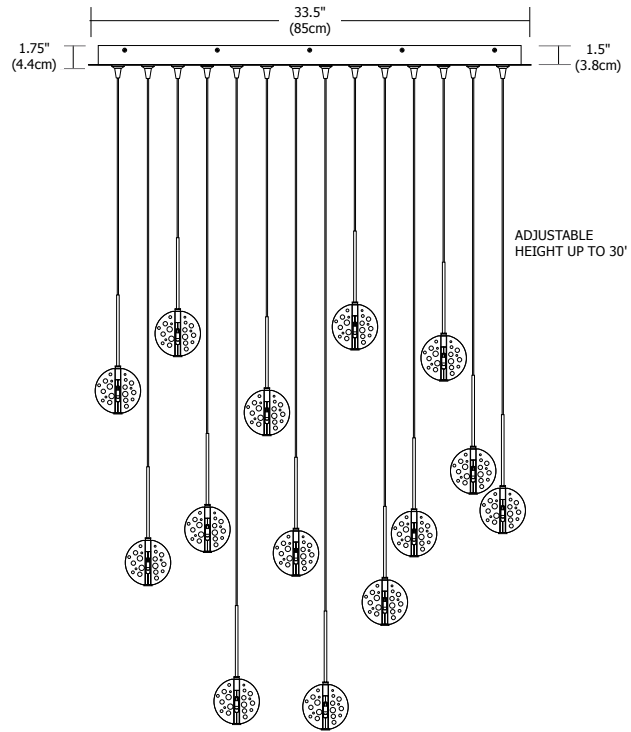 33.5"
(85cm)
1.75"
(4.4cm)
1.5"
(3.8cm)
ADJUSTABLE
HEIGHT UP TO 30'